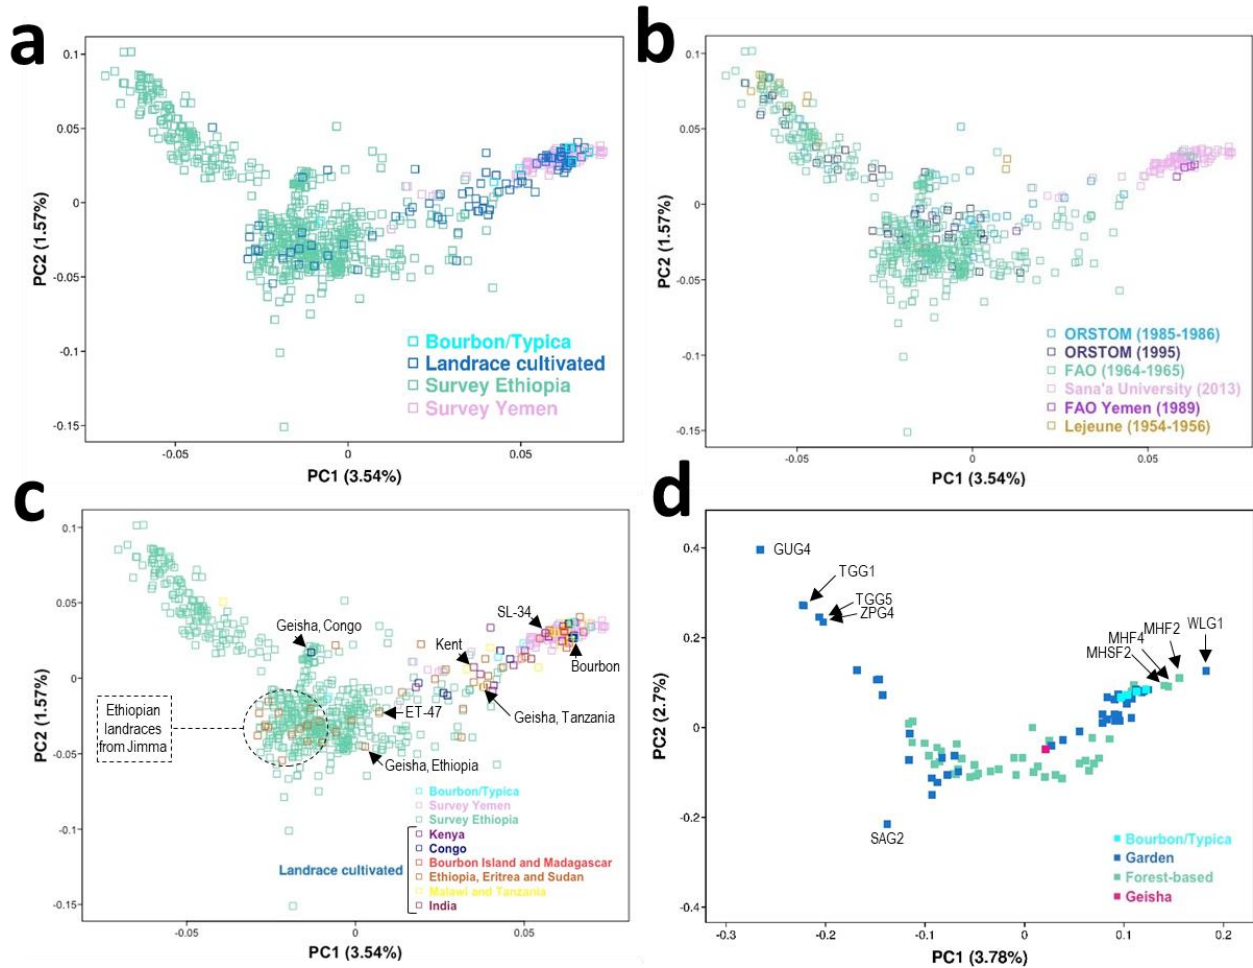 a
0.1
0.05
0
-0.05
-0.1
-0.15
PC2 (1.57%)
Bourbon/Typica
Landrace cultivated
Survey Ethiopia
Survey Yemen
-0.05
0
0.05
PC1 (3.54%)
b
0.1
0.05
0
-0.05
-0.1
-0.15
PC2 (1.57%)
ORSTOM (1985-1986)
ORSTOM (1995)
FAO (1964-1965)
Sana'a University (2013)
FAO Yemen (1989)
Lejeune (1954-1956)
-0.05
0
0.05
PC1 (3.54%)
c
0.1
0.05
0
-0.05
-0.1
-0.15
PC2 (1.57%)
Geisha, Congo
SL-34
Kent
Bourbon
Ethiopian
landraces
from Jimma
ET-47
Geisha, Tanzania
Geisha, Ethiopia
Bourbon/Typica
Survey Yemen
Survey Ethiopia
Kenya
Congo
Landrace cultivated
Bourbon Island and Madagascar
Ethiopia, Eritrea and Sudan
Malawi and Tanzania
India
-0.05
0
0.05
PC1 (3.54%)
d
0.4
0.2
0
-0.2
-0.4
PC2 (2.7%)
GUG4
TGG1
TGG5
ZPG4
WLG1
MHF2
MHF4
MHSF2
SAG2
Bourbon/Typica
Garden
Forest-based
Geisha
-0.3
-0.2
-0.1
0
0.1
0.2
PC1 (3.78%)